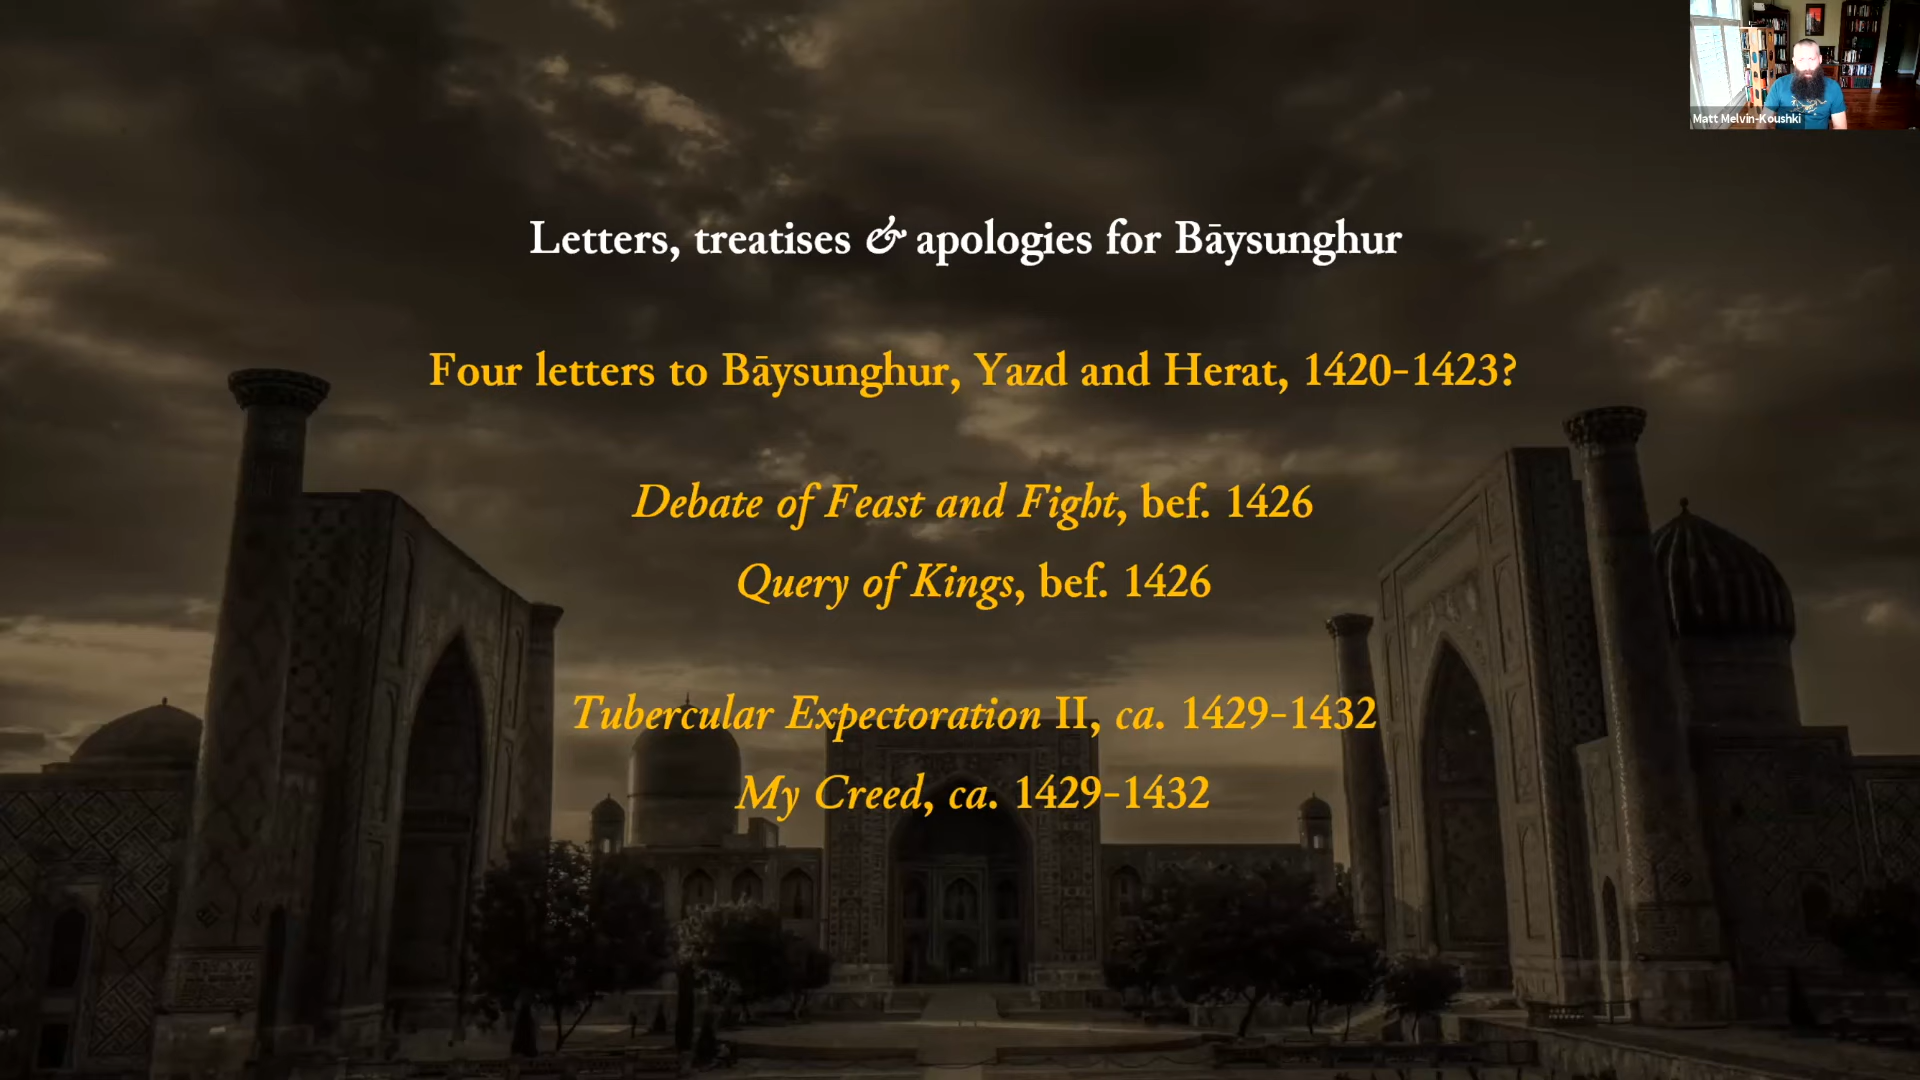 Matt Melvin-Koushki
Letters, treatises & apologies for Bāysunghur
Four letters to Bāysunghur, Yazd and Herat, 1420-1423?
Debate of Feast and Fight, bef. 1426
Query of Kings, bef. 1426
Tubercular Expectoration II, ca. 1429-1432
My Creed, ca. 1429-1432